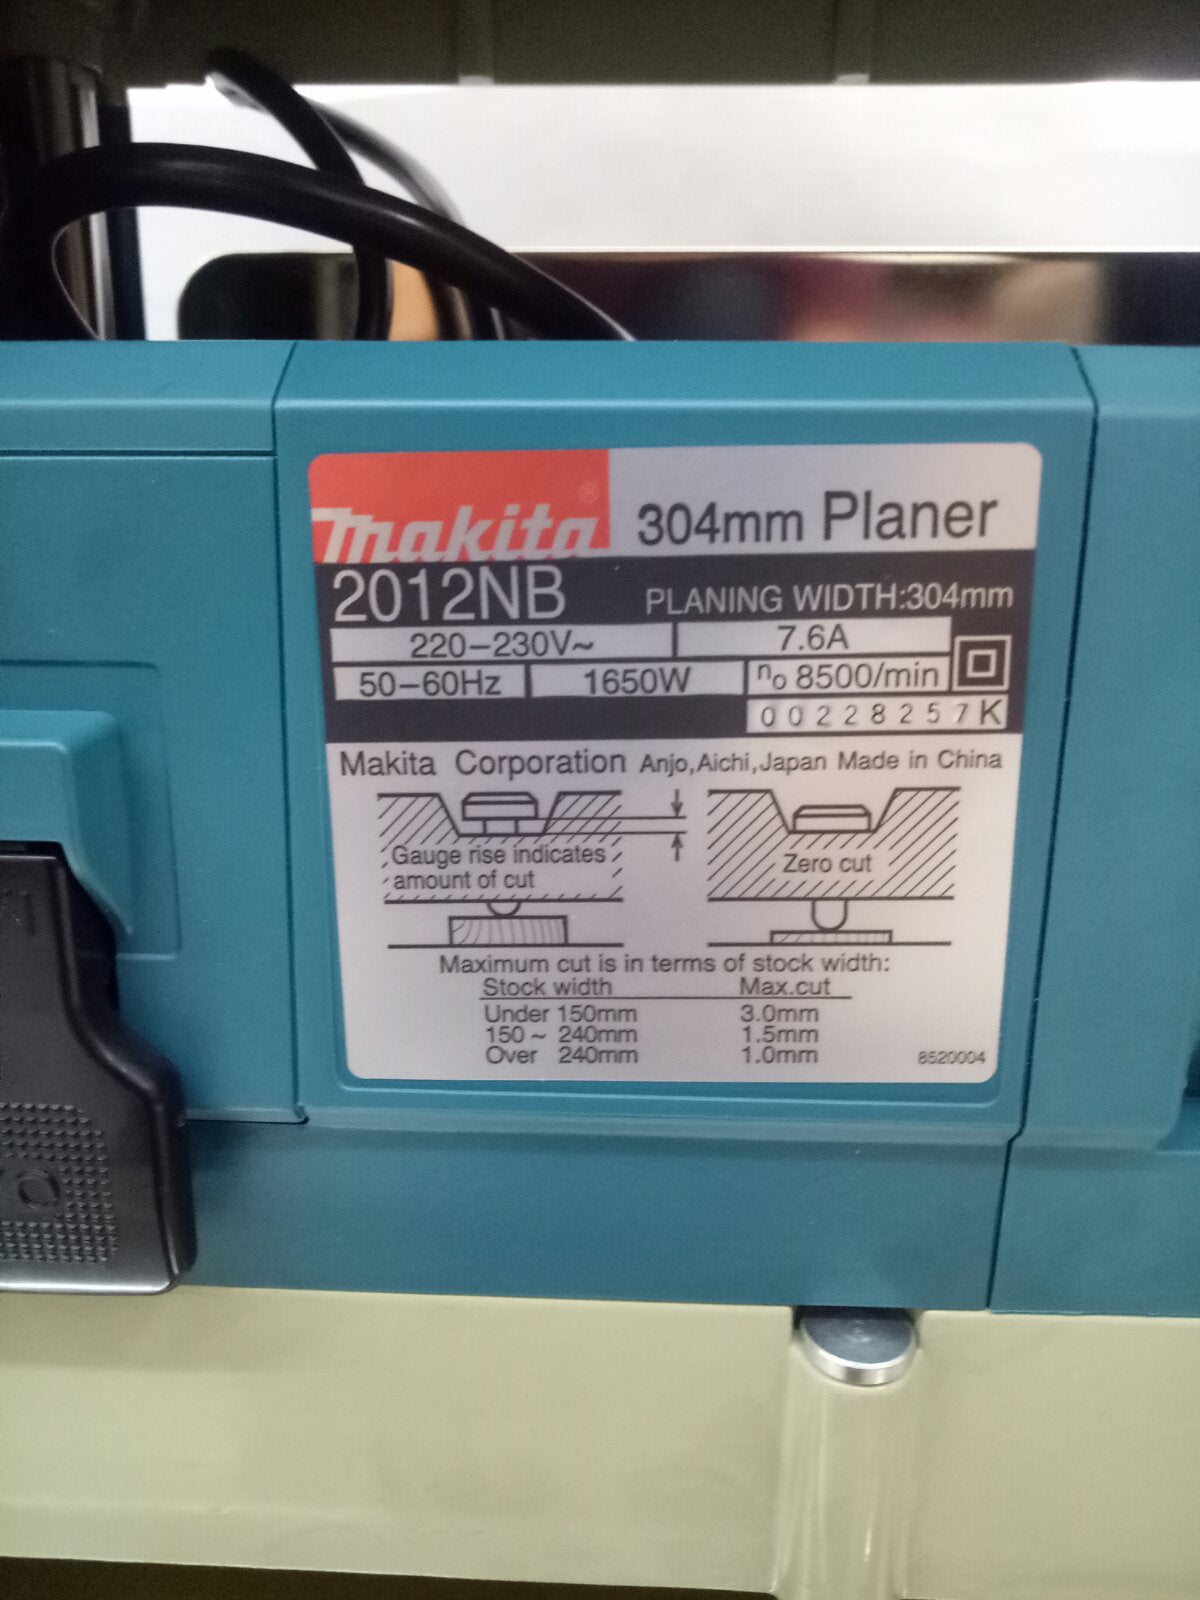 makita®
304mm Planer
2012NB
PLANING WIDTH:304mm
220–230V~
7.6A
50–60Hz
1650W
n₀ 8500/min
00228257K
Makita Corporation Anjo,Aichi,Japan Made in China
Gauge rise indicates
amount of cut
Zero cut
Maximum cut is in terms of stock width:
Stock width Max.cut
Under 150mm 3.0mm
150 ~ 240mm 1.5mm
Over 240mm 1.0mm
8520004